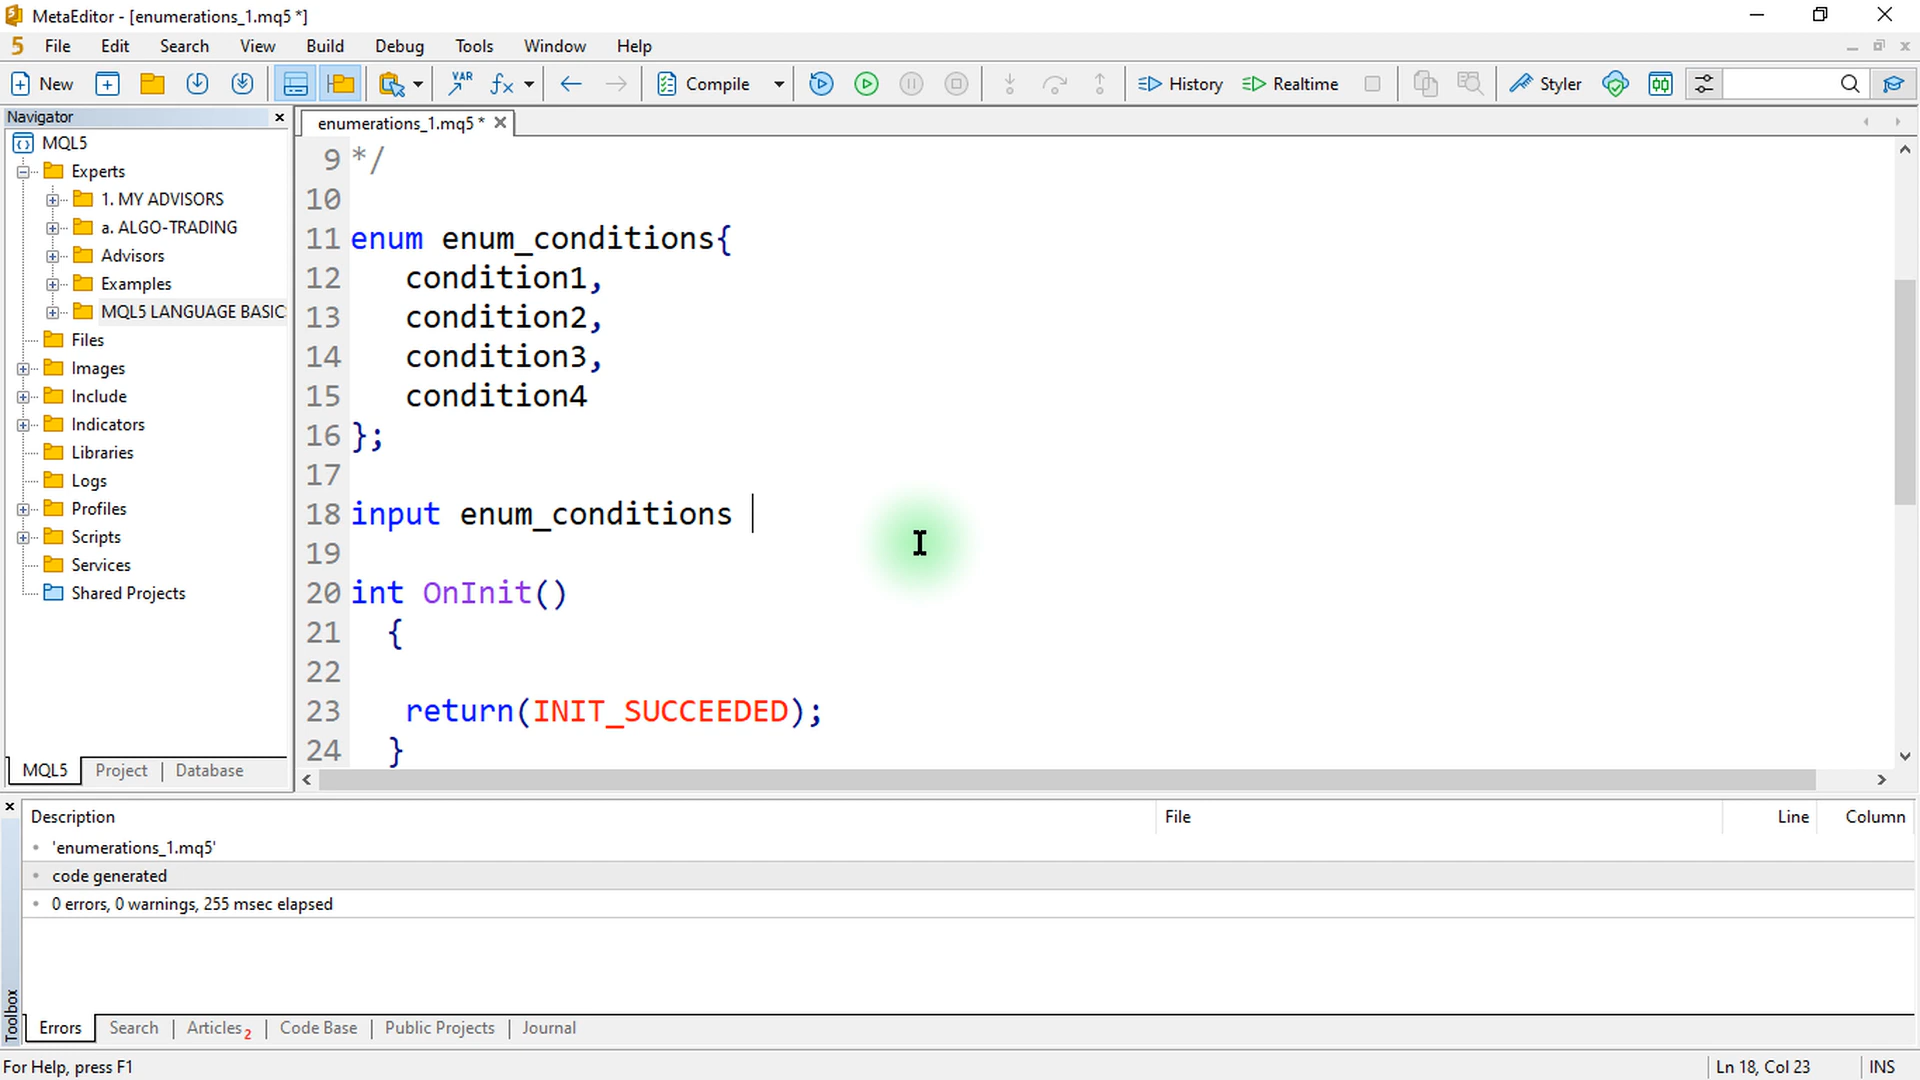 MetaEditor - [enumerations_1.mq5 *]
5 File Edit Search View Build Debug Tools Window Help
New VAR fx Compile History Realtime Styler
Navigator
enumerations_1.mq5 *
MQL5
Experts
1. MY ADVISORS
a. ALGO-TRADING
Advisors
Examples
MQL5 LANGUAGE BASIC
Files
Images
Include
Indicators
Libraries
Logs
Profiles
Scripts
Services
Shared Projects
MQL5 Project Database
9 */
10
11 enum enum_conditions{
12 condition1,
13 condition2,
14 condition3,
15 condition4
16 };
17
18 input enum_conditions
19
20 int OnInit()
21 {
22
23 return(INIT_SUCCEEDED);
24 }
Description File Line Column
'enumerations_1.mq5'
code generated
0 errors, 0 warnings, 255 msec elapsed
Toolbox
Errors Search Articles 2 Code Base Public Projects Journal
For Help, press F1 Ln 18, Col 23 INS